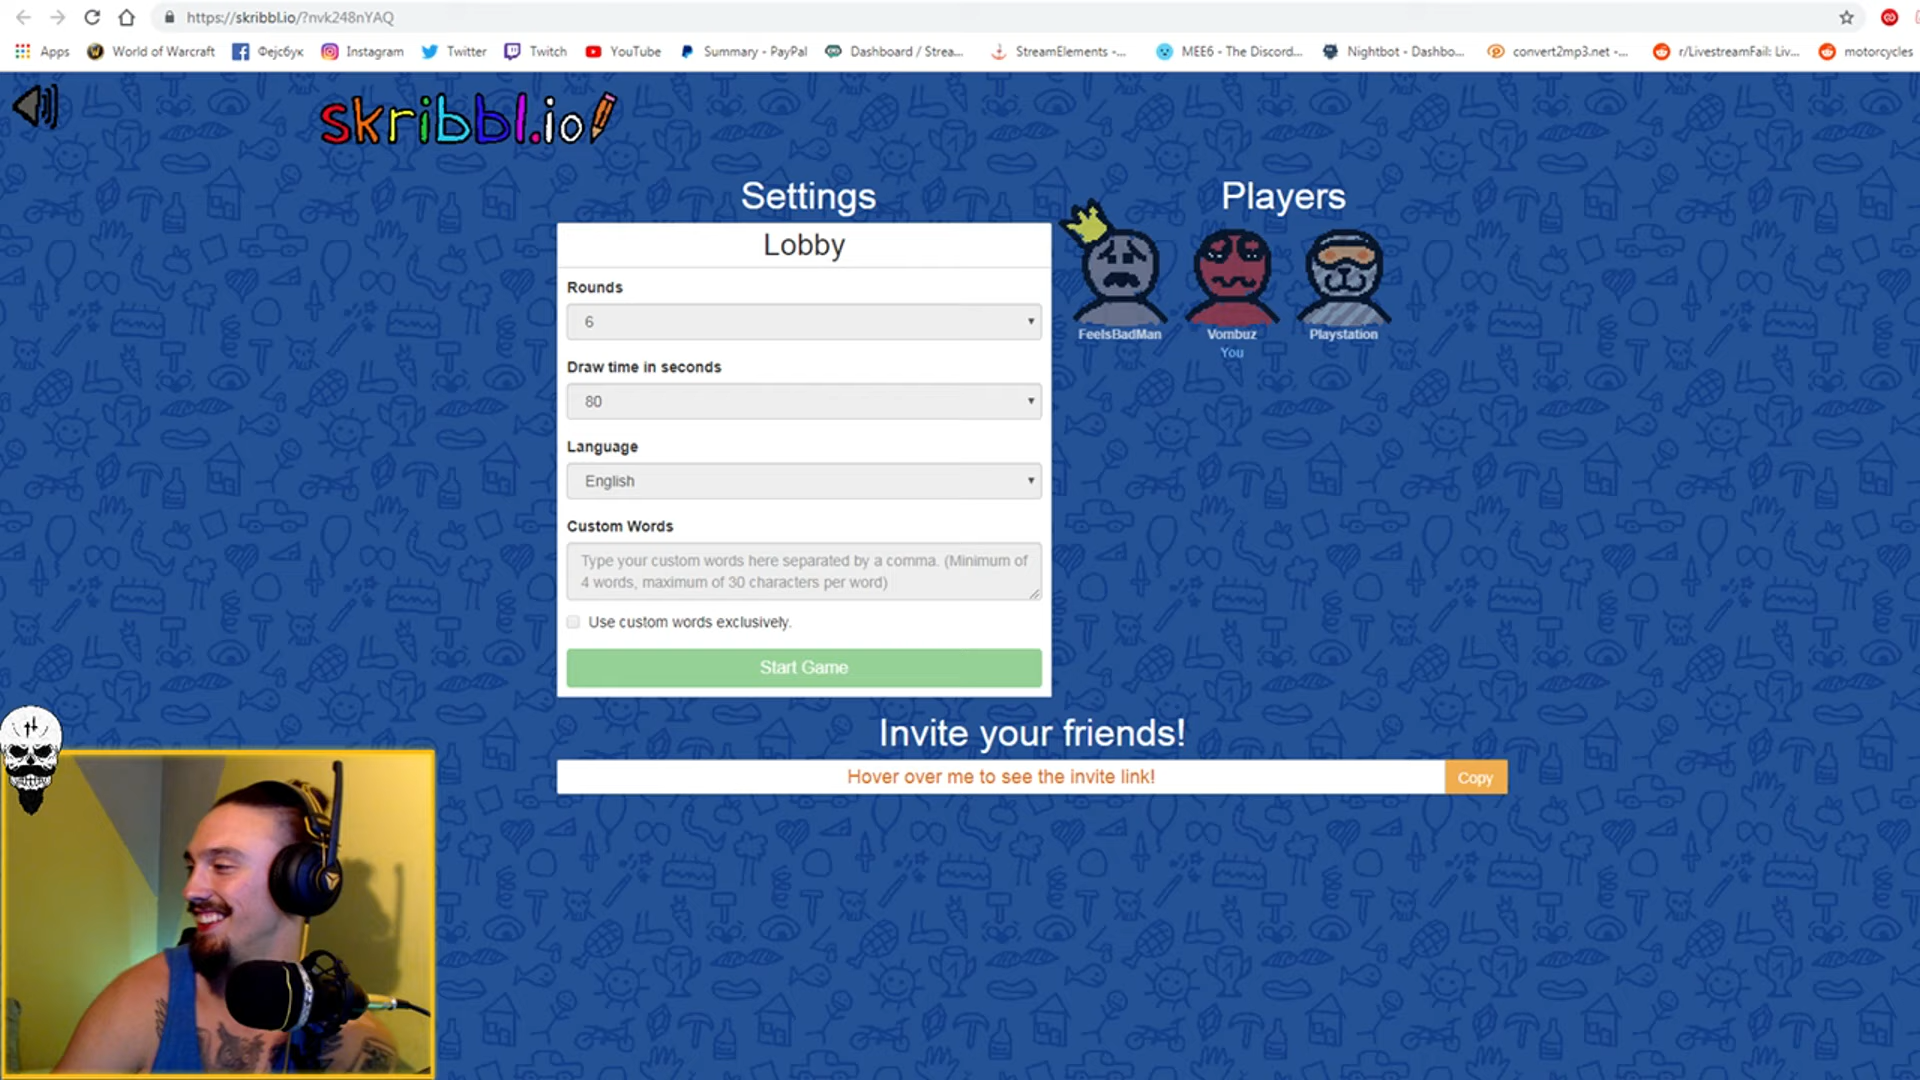 https://skribbl.io/?nvk248nYAQ
Apps World of Warcraft Фејсбук Instagram Twitter Twitch YouTube Summary - PayPal Dashboard / Strea... StreamElements -... MEE6 - The Discord... Nightbot - Dashbo... convert2mp3.net -... r/LivestreamFail: Liv... motorcycles
skribbl.io
Settings
Players
Lobby
Rounds
6
FeelsBadMan Vombuz Playstation
You
Draw time in seconds
80
Language
English
Custom Words
Type your custom words here separated by a comma. (Minimum of
4 words, maximum of 30 characters per word)
Use custom words exclusively.
Start Game
Invite your friends!
Hover over me to see the invite link!
Copy